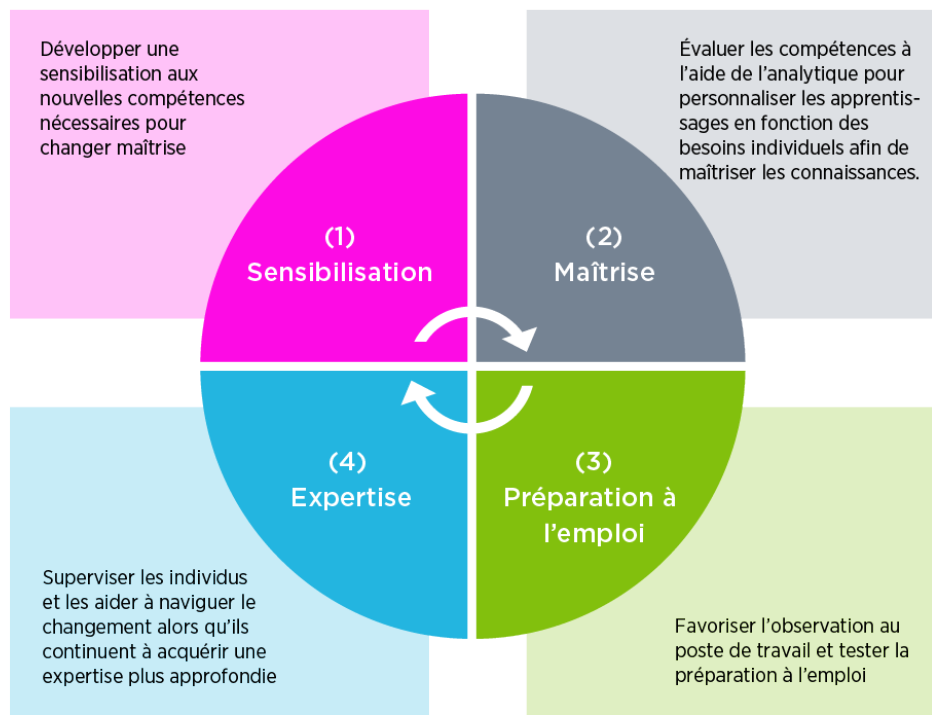 Développer une
sensibilisation aux
nouvelles compétences
nécessaires pour
changer maîtrise
Évaluer les compétences à
l'aide de l'analytique pour
personnaliser les apprentis-
sages en fonction des
besoins individuels afin de
maîtriser les connaissances.
(1)
Sensibilisation
(2)
Maîtrise
(4)
Expertise
(3)
Préparation à
l'emploi
Superviser les individus
et les aider à naviguer le
changement alors qu'ils
continuent à acquérir une
expertise plus approfondie
Favoriser l'observation au
poste de travail et tester la
préparation à l'emploi